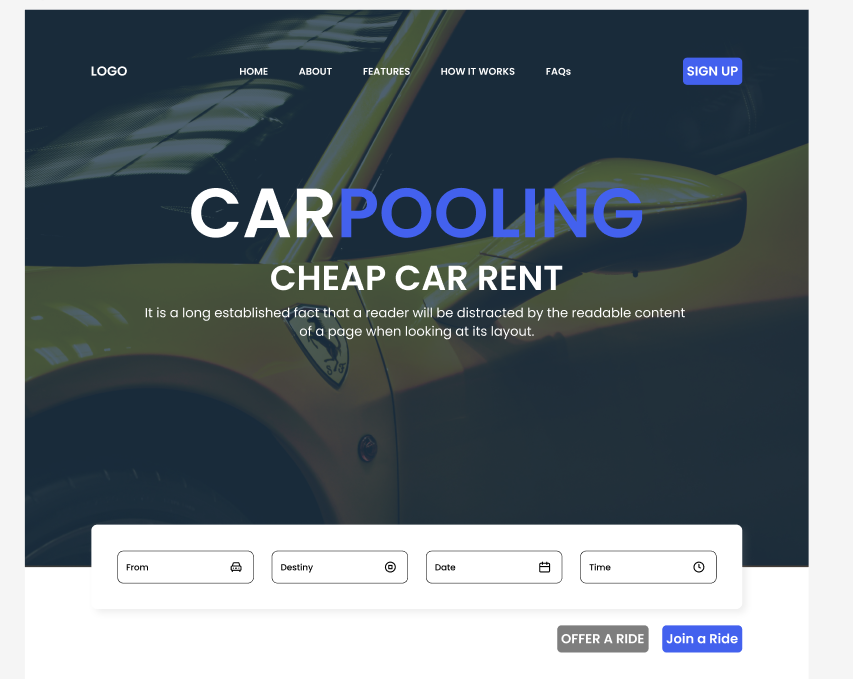 LOGO HOME ABOUT FEATURES HOW IT WORKS FAQs SIGN UP
CARPOOLING
CHEAP CAR RENT
It is a long established fact that a reader will be distracted by the readable content
of a page when looking at its layout.
S F
From Destiny Date Time
OFFER A RIDE Join a Ride